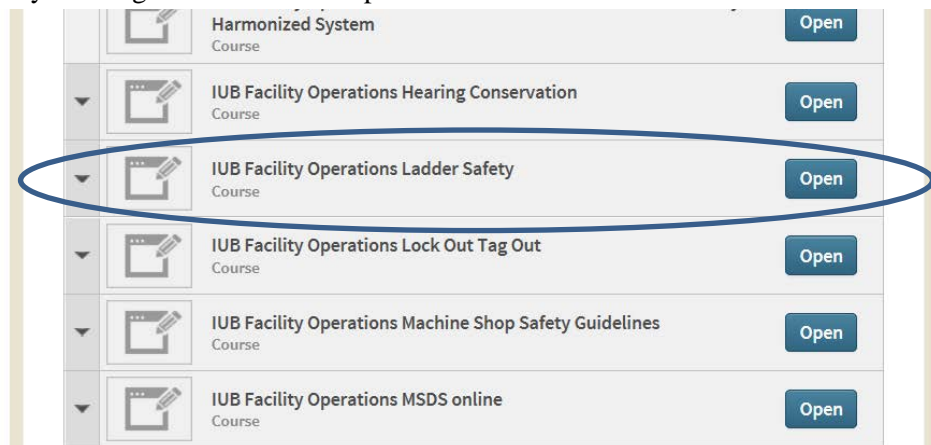 Harmonized System
Course
Open
IUB Facility Operations Hearing Conservation
Course
Open
IUB Facility Operations Ladder Safety
Course
Open
IUB Facility Operations Lock Out Tag Out
Course
Open
IUB Facility Operations Machine Shop Safety Guidelines
Course
Open
IUB Facility Operations MSDS online
Course
Open